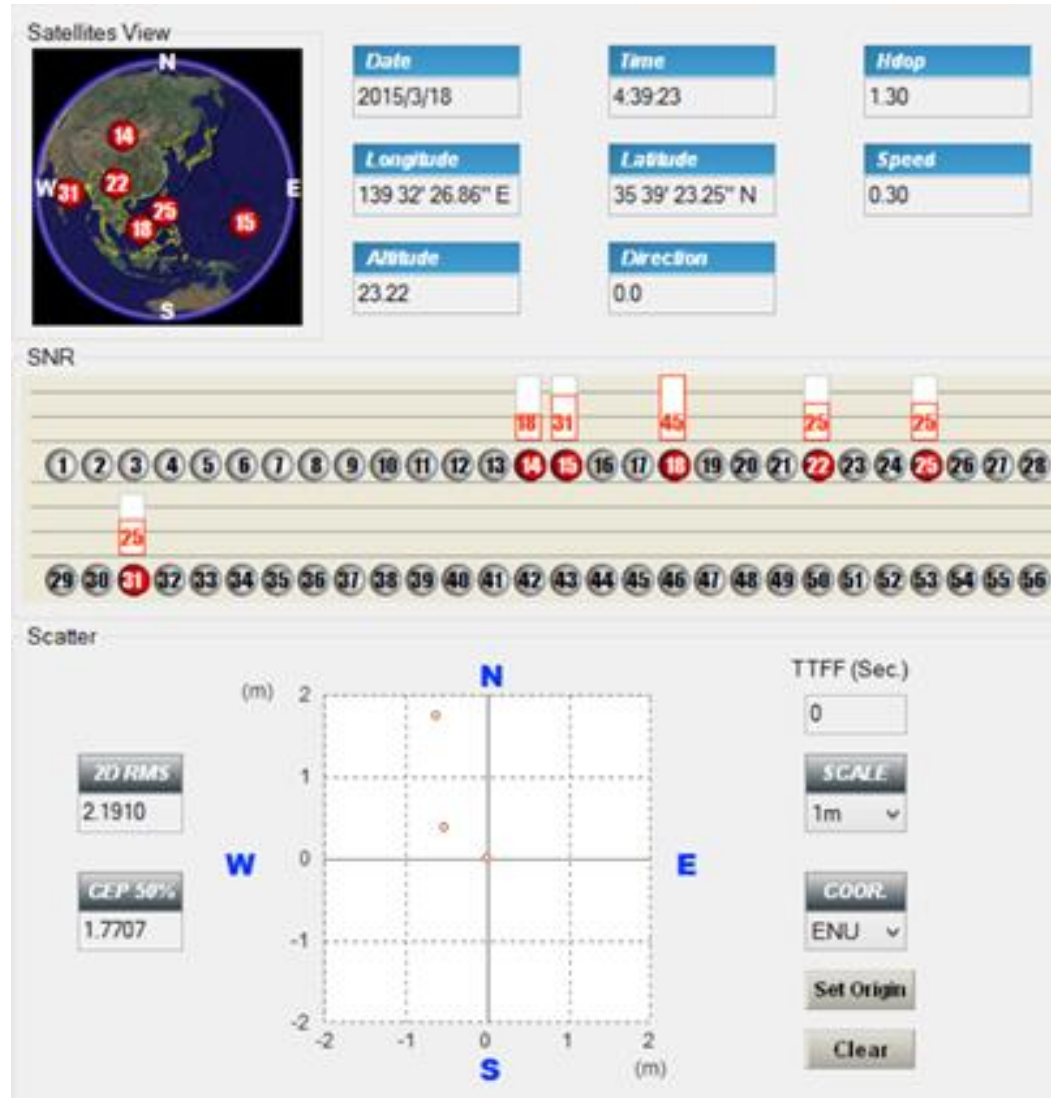 Satellites View
N
14
W 31 22 E
25
18 15
S
Date Time Hdop
2015/3/18 4:39:23 1.30
Longitude Latitude Speed
139 32' 26.86" E 35 39' 23.25" N 0.30
Altitude Direction
23.22 0.0
SNR
18 31 45 25 25
1 2 3 4 5 6 7 8 9 10 11 12 13 14 15 16 17 18 19 20 21 22 23 24 25 26 27 28
25
29 30 31 32 33 34 35 36 37 38 39 40 41 42 43 44 45 46 47 48 49 50 51 52 53 54 55 56
Scatter
2D RMS
2.1910
CEP 50%
1.7707
N
(m) 2
1
W 0 E
-1
-2
-2 -1 0 1 2
S (m)
TTFF (Sec.)
0
SCALE
1m
COOR.
ENU
Set Origin
Clear